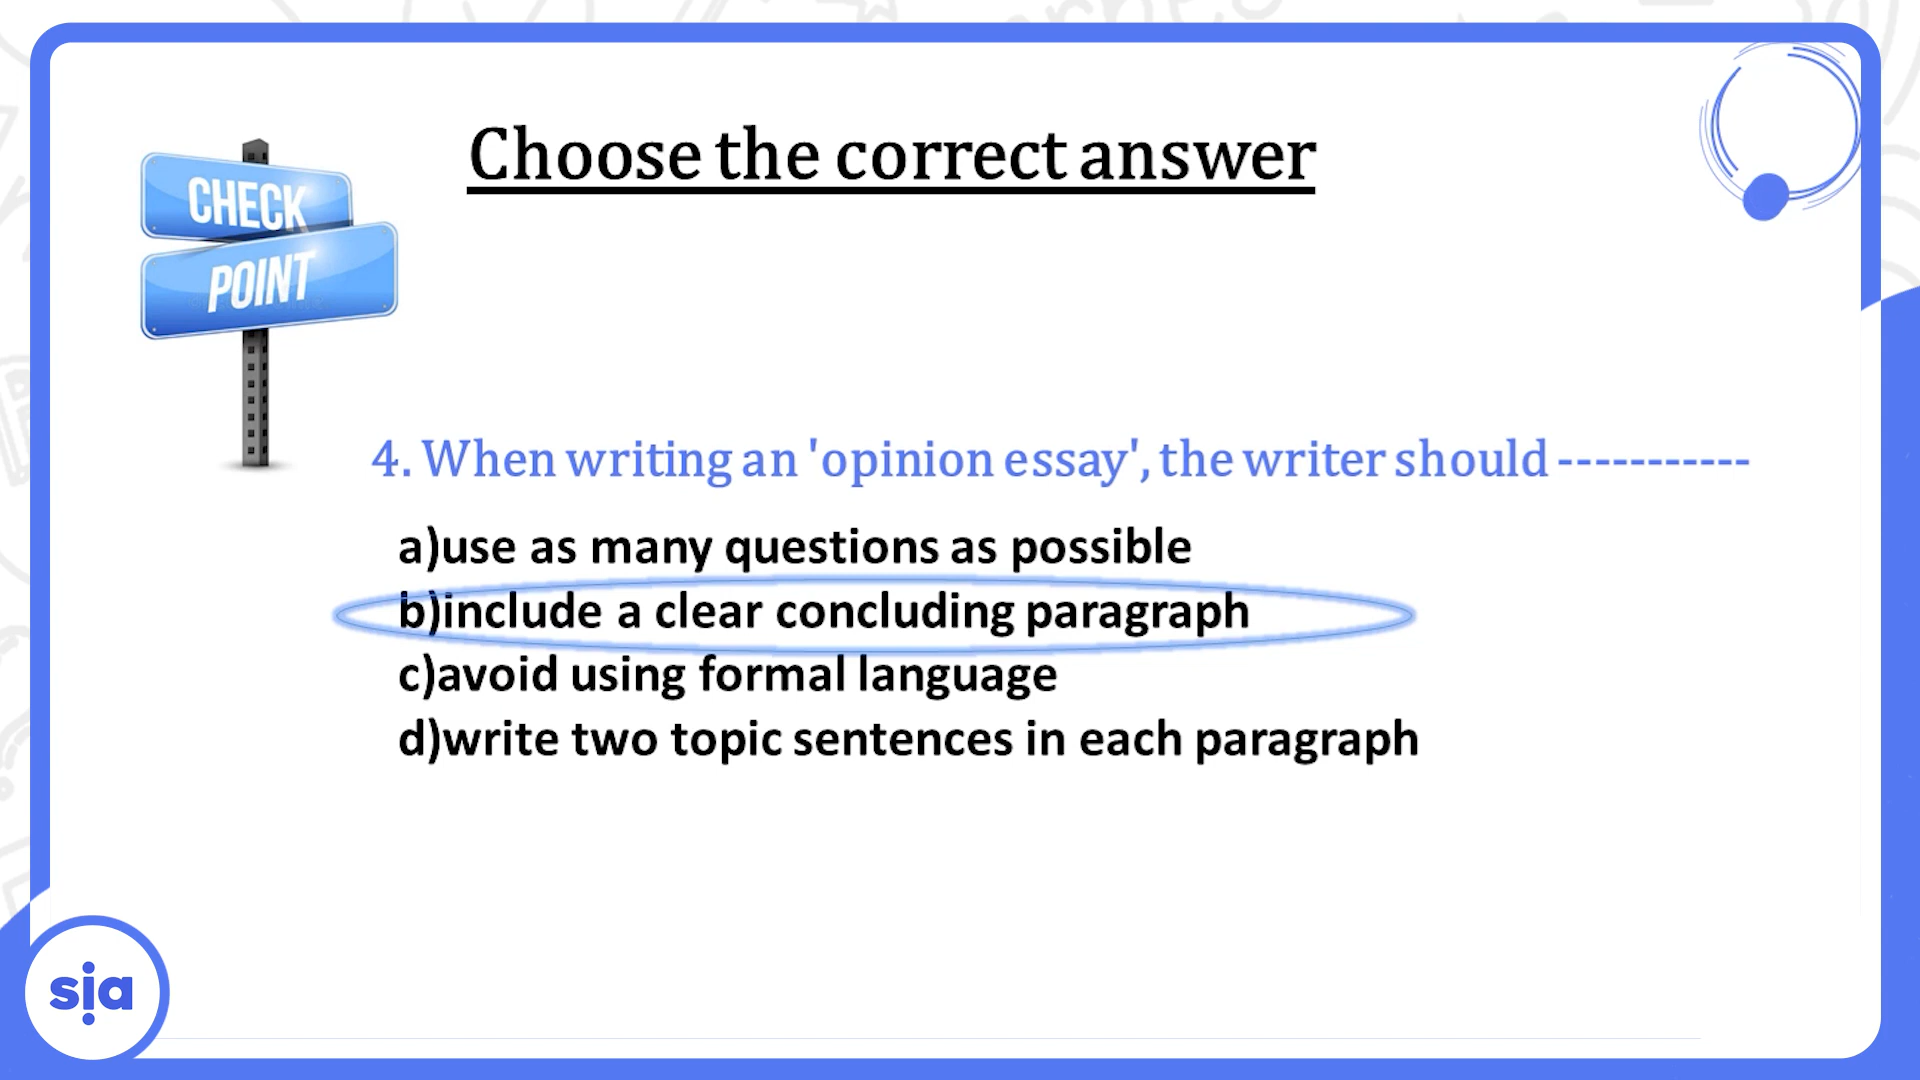 Choose the correct answer
CHECK
POINT
4. When writing an 'opinion essay', the writer should -----------
a)use as many questions as possible
b)include a clear concluding paragraph
c)avoid using formal language
d)write two topic sentences in each paragraph
sia